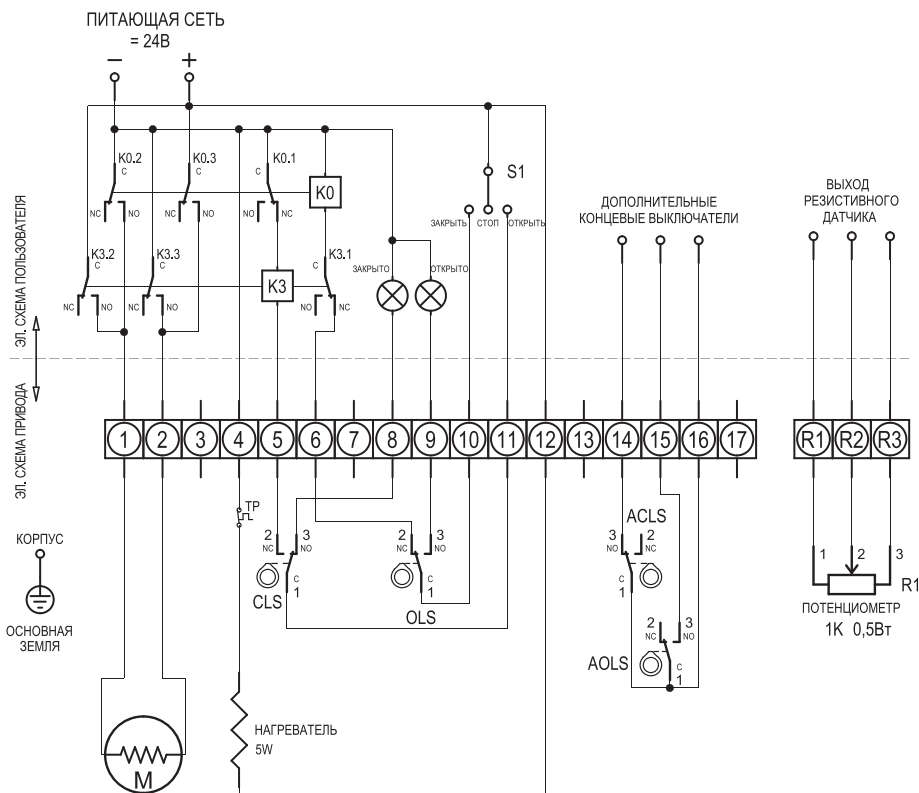 ПИТАЮЩАЯ СЕТЬ
= 24В
− +
K0.2 C NC NO
K0.3 C NC NO
K0.1 C NC NO
K0
S1
ЗАКРЫТЬ СТОП ОТКРЫТЬ
ДОПОЛНИТЕЛЬНЫЕ
КОНЦЕВЫЕ ВЫКЛЮЧАТЕЛИ
ВЫХОД
РЕЗИСТИВНОГО
ДАТЧИКА
K3.2 C NC NO
K3.3 C NC NO
K3
K3.1 C NO NC
ЗАКРЫТО ОТКРЫТО
ЭЛ. СХЕМА ПОЛЬЗОВАТЕЛЯ
ЭЛ. СХЕМА ПРИВОДА
1 2 3 4 5 6 7 8 9 10 11 12 13 14 15 16 17
R1 R2 R3
TP
2 NC 3 NO C 1
CLS
2 NC 3 NO C 1
OLS
ACLS
3 NO 2 NC C 1
2 NC 3 NO C 1
AOLS
1 2 3
R1
ПОТЕНЦИОМЕТР
1K 0,5Вт
КОРПУС
ОСНОВНАЯ
ЗЕМЛЯ
M
НАГРЕВАТЕЛЬ
5W